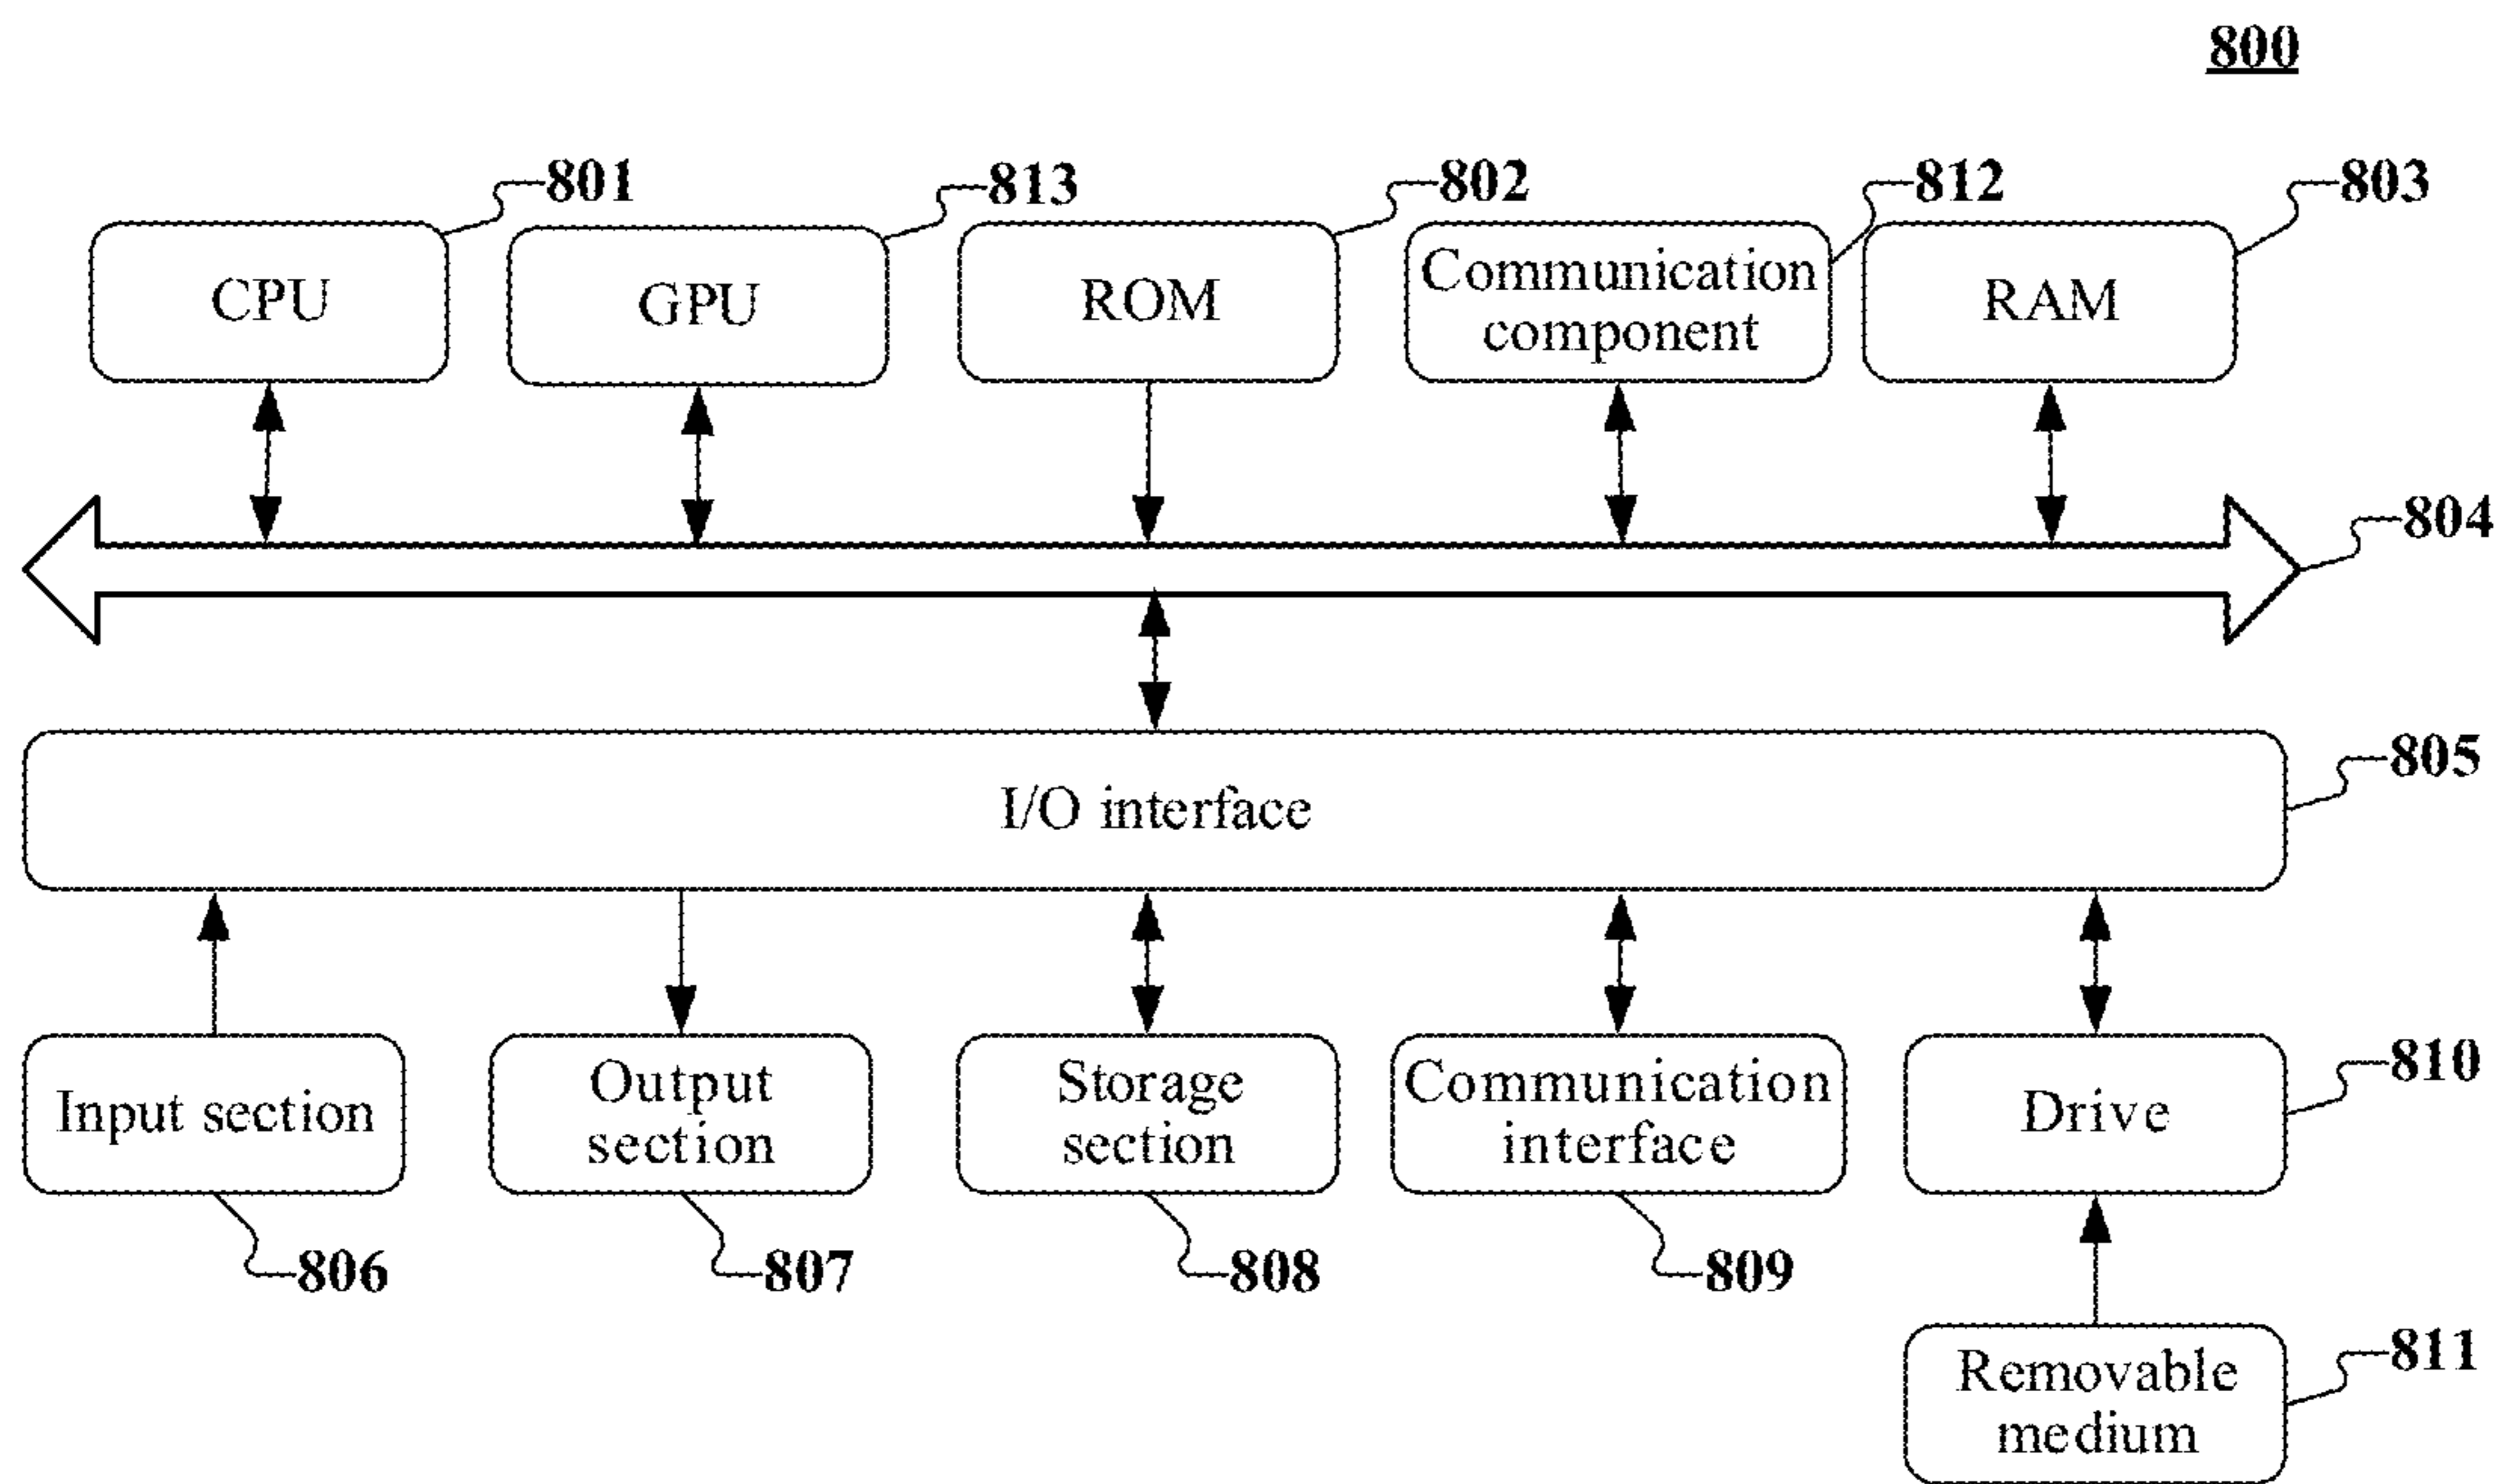 800
801
813
802
812
803
CPU
GPU
ROM
Communication
component
RAM
804
805
I/O interface
Input section
Output
section
Storage
section
Communication
interface
Drive
810
806
807
808
809
Removable
medium
811